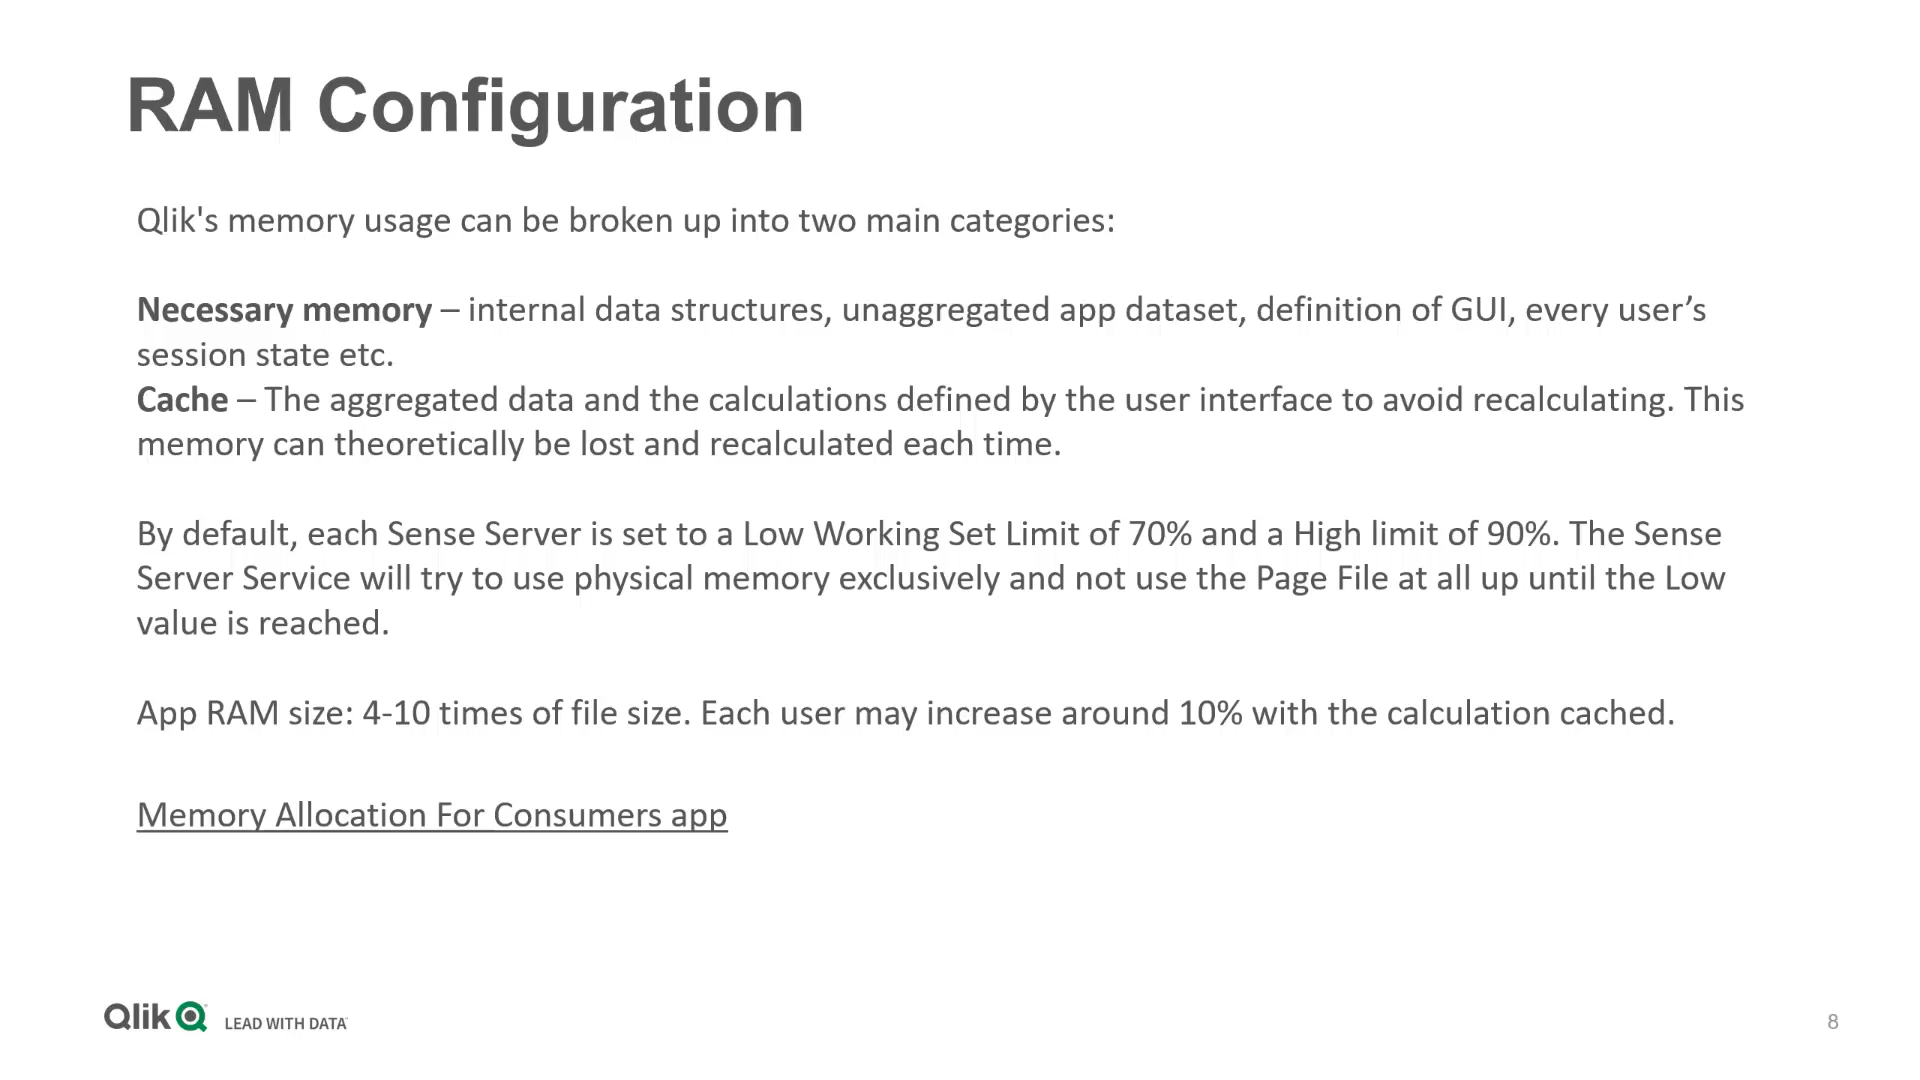 RAM Configuration
Qlik's memory usage can be broken up into two main categories:
Necessary memory – internal data structures, unaggregated app dataset, definition of GUI, every user’s
session state etc.
Cache – The aggregated data and the calculations defined by the user interface to avoid recalculating. This
memory can theoretically be lost and recalculated each time.
By default, each Sense Server is set to a Low Working Set Limit of 70% and a High limit of 90%. The Sense
Server Service will try to use physical memory exclusively and not use the Page File at all up until the Low
value is reached.
App RAM size: 4-10 times of file size. Each user may increase around 10% with the calculation cached.
Memory Allocation For Consumers app
Qlik LEAD WITH DATA
8